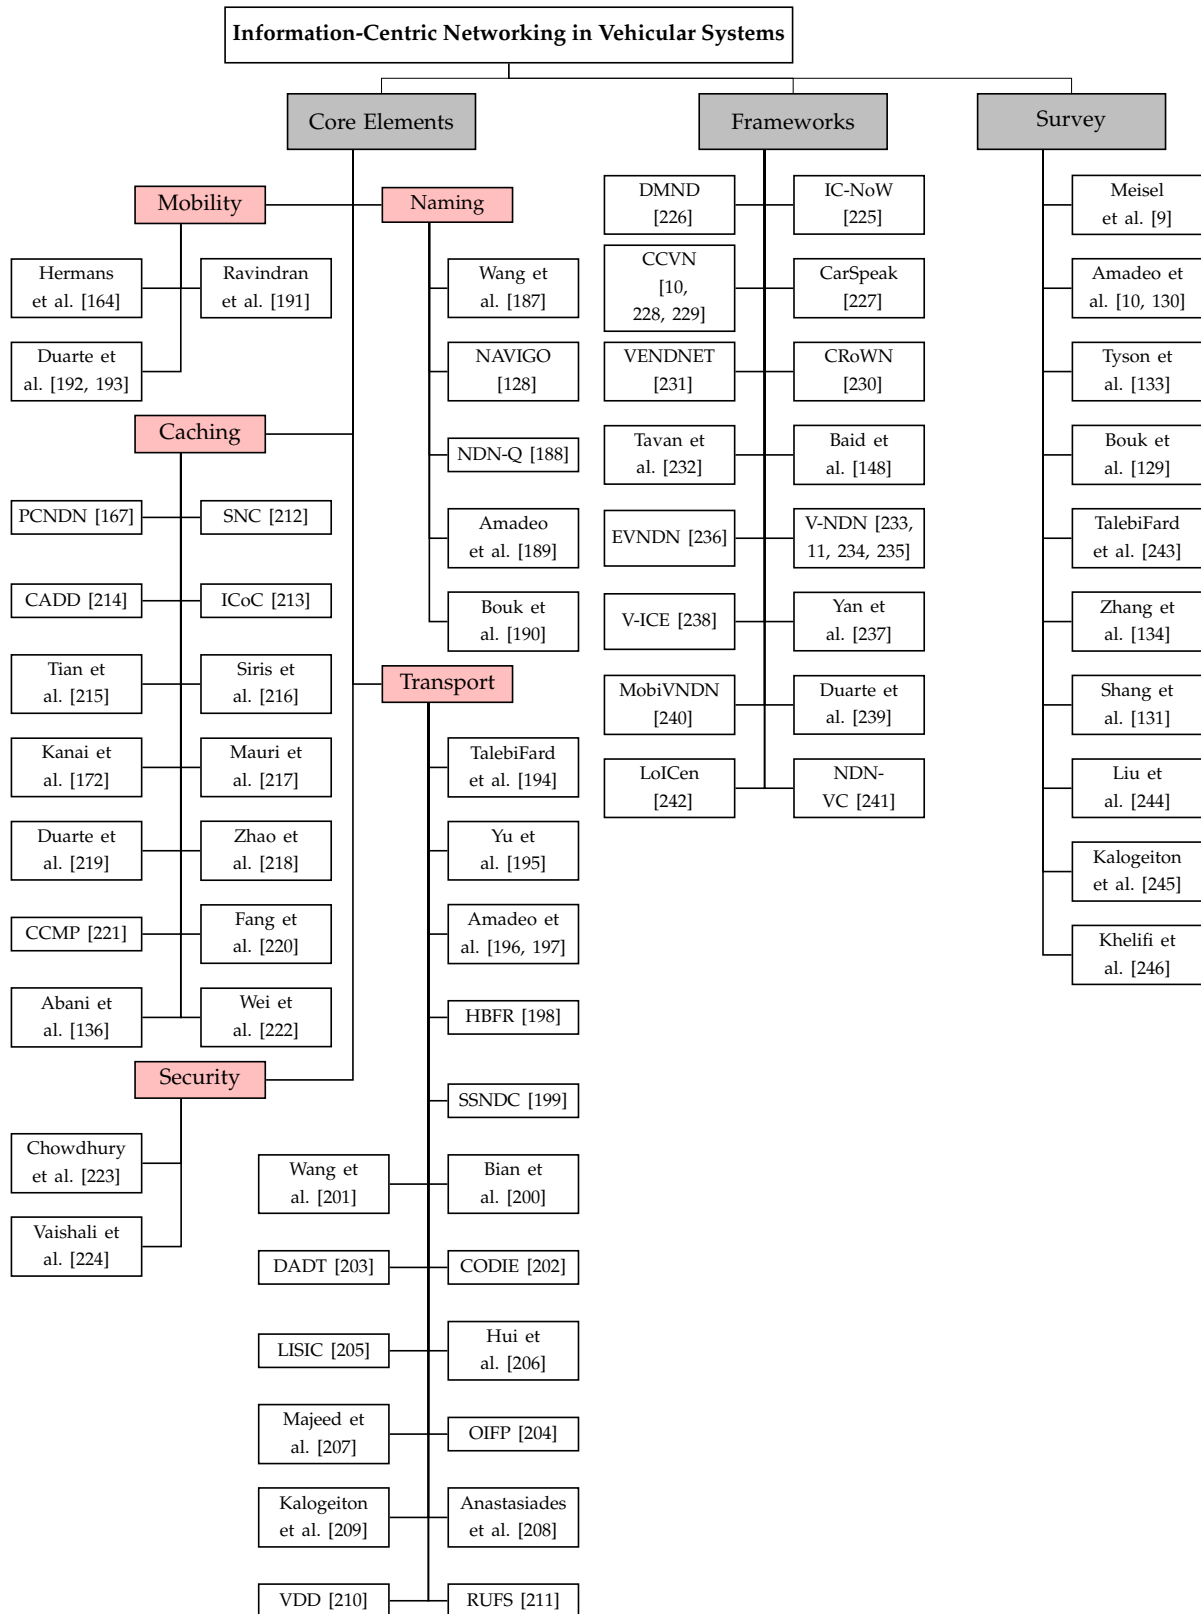 Information-Centric Networking in Vehicular Systems
Core Elements
Mobility
Hermans
et al. [164]
Ravindran
et al. [191]
Duarte et
al. [192, 193]
Naming
Wang et
al. [187]
NAVIGO
[128]
NDN-Q [188]
Amadeo
et al. [189]
Bouk et
al. [190]
Caching
PCNDN [167]
SNC [212]
CADD [214]
ICoC [213]
Tian et
al. [215]
Siris et
al. [216]
Kanai et
al. [172]
Mauri et
al. [217]
Duarte et
al. [219]
Zhao et
al. [218]
CCMP [221]
Fang et
al. [220]
Abani et
al. [136]
Wei et
al. [222]
Transport
TalebiFard
et al. [194]
Yu et
al. [195]
Amadeo et
al. [196, 197]
HBFR [198]
SSNDC [199]
Wang et
al. [201]
Bian et
al. [200]
DADT [203]
CODIE [202]
LISIC [205]
Hui et
al. [206]
Majeed et
al. [207]
OIFP [204]
Kalogeiton
et al. [209]
Anastasiades
et al. [208]
VDD [210]
RUFS [211]
Security
Chowdhury
et al. [223]
Vaishali et
al. [224]
Frameworks
DMND
[226]
IC-NoW
[225]
CCVN
[10,
228, 229]
CarSpeak
[227]
VENDNET
[231]
CRoWN
[230]
Tavan et
al. [232]
Baid et
al. [148]
EVNDN [236]
V-NDN [233,
11, 234, 235]
V-ICE [238]
Yan et
al. [237]
MobiVNDN
[240]
Duarte et
al. [239]
LoICen
[242]
NDN-
VC [241]
Survey
Meisel
et al. [9]
Amadeo et
al. [10, 130]
Tyson et
al. [133]
Bouk et
al. [129]
TalebiFard
et al. [243]
Zhang et
al. [134]
Shang et
al. [131]
Liu et
al. [244]
Kalogeiton
et al. [245]
Khelifi et
al. [246]